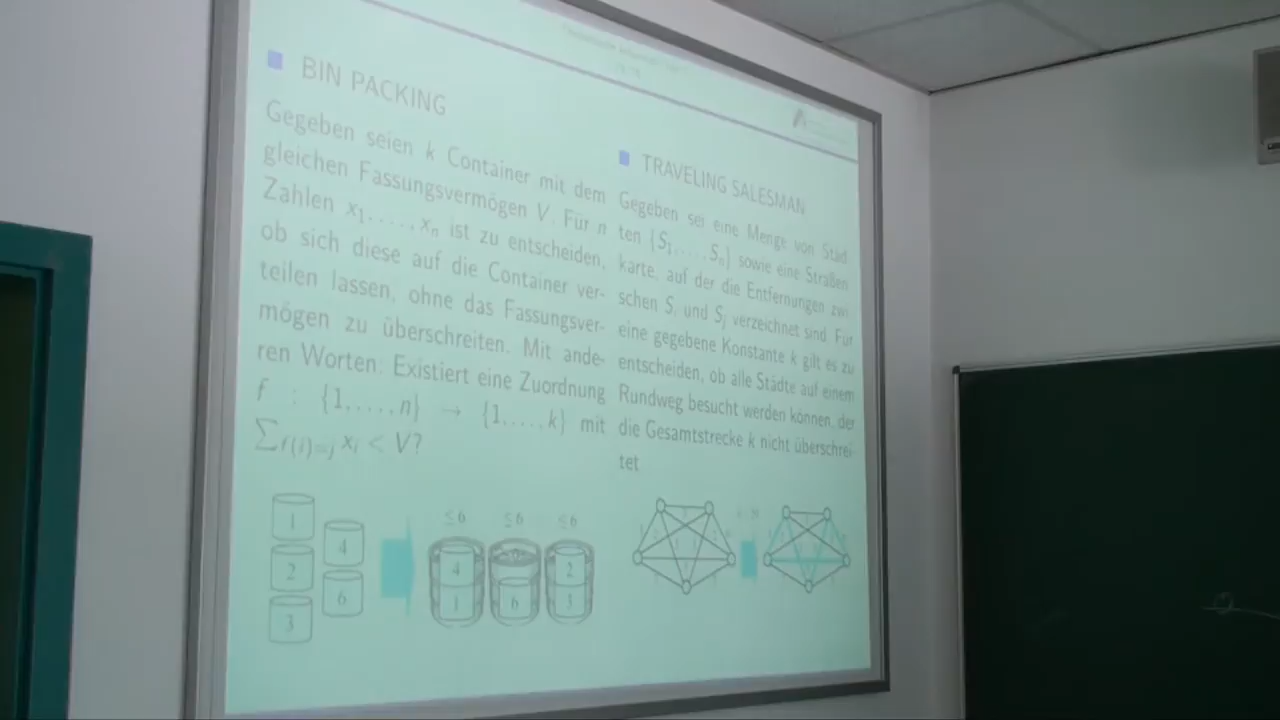 BIN PACKING
Gegeben seien k Container mit dem
gleichen Fassungsvermögen V. Für n
Zahlen x₁, . . . , xₙ ist zu entscheiden,
ob sich diese auf die Container ver-
teilen lassen, ohne das Fassungsver-
mögen zu überschreiten. Mit ande-
ren Worten: Existiert eine Zuordnung
f : {1, . . . , n} → {1, . . . , k} mit
∑f(i)=j xᵢ < V?
1
2
3
4
6
≤6 ≤6 ≤6
4 2
1 6 3
TRAVELING SALESMAN
Gegeben sei eine Menge von Städ
ten {S₁, . . . , Sₙ} sowie eine Straßen
karte, auf der die Entfernungen zwi
schen Sᵢ und Sⱼ verzeichnet sind. Für
eine gegebene Konstante k gilt es zu
entscheiden, ob alle Städte auf einem
Rundweg besucht werden können, der
die Gesamtstrecke k nicht überschrei-
tet